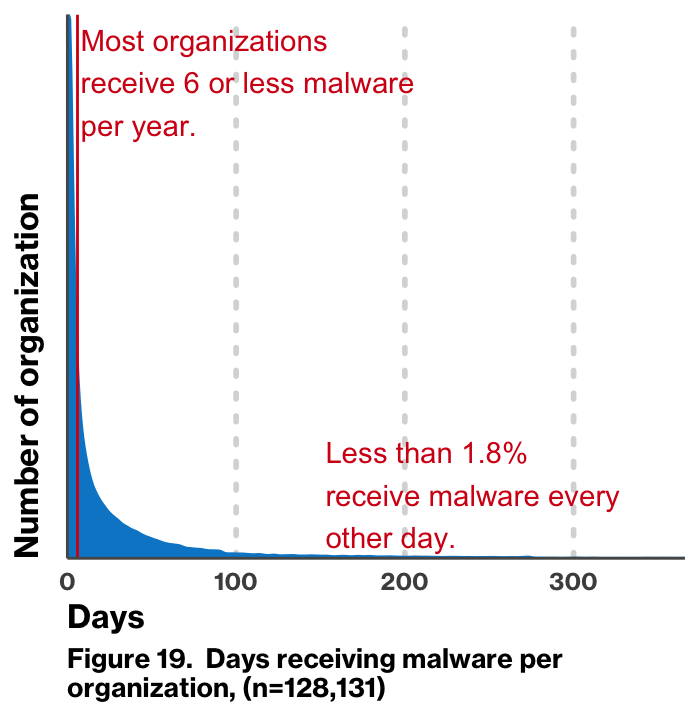 Most organizations
receive 6 or less malware
per year.
Number of organization
Less than 1.8%
receive malware every
other day.
0 100 200 300
Days
Figure 19. Days receiving malware per
organization, (n=128,131)